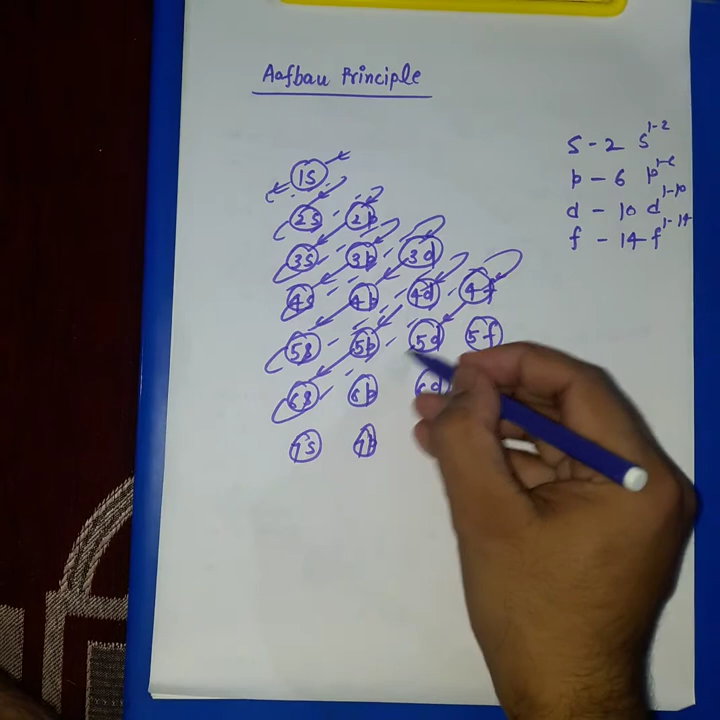 Aafbau Principle
1s
2s 2p
3s 3p 3d
4s 4p 4d 4f
5s 5p 5d 5f
6s 6p 6d
7s 7p
s - 2 s1-2
p - 6 p1-6
d - 10 d1-10
f - 14 f1-14